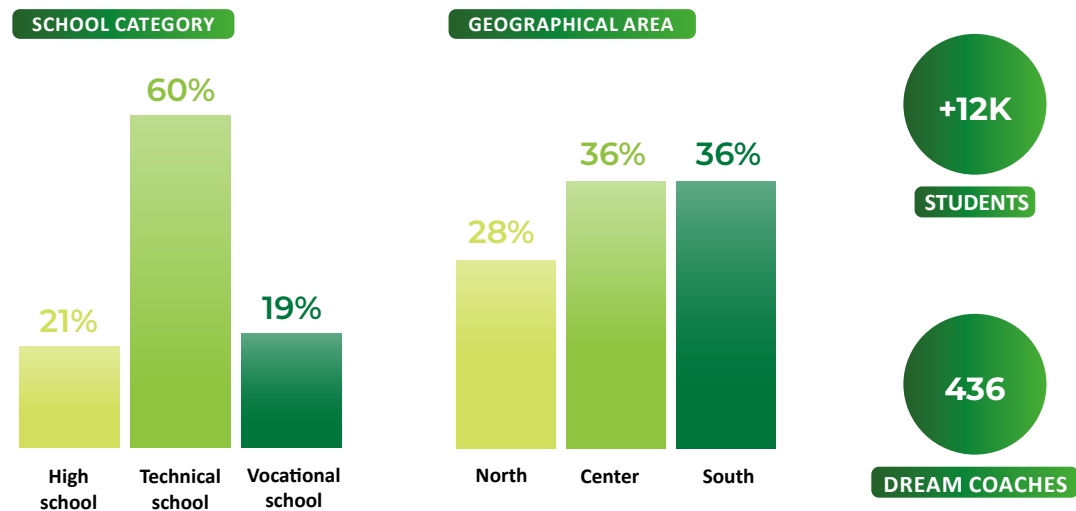 SCHOOL CATEGORY
60%
21%
19%
High
school
Technical
school
Vocational
school
GEOGRAPHICAL AREA
28%
36%
36%
North
Center
South
+12K
STUDENTS
436
DREAM COACHES